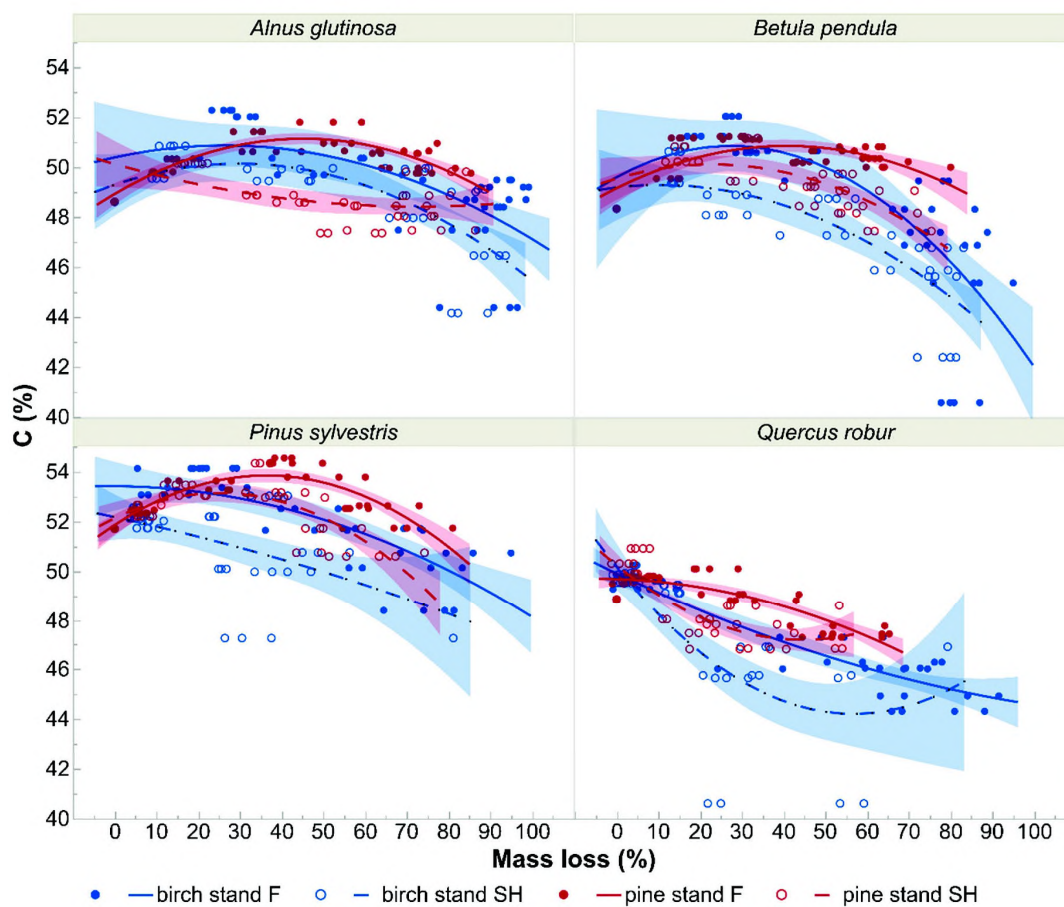 Alnus glutinosa
Betula pendula
54
52
50
48
46
44
42
40
C (%)
Pinus sylvestris
Quercus robur
54
52
50
48
46
44
42
40
0 10 20 30 40 50 60 70 80 90 100
0 10 20 30 40 50 60 70 80 90 100
Mass loss (%)
birch stand F birch stand SH pine stand F pine stand SH